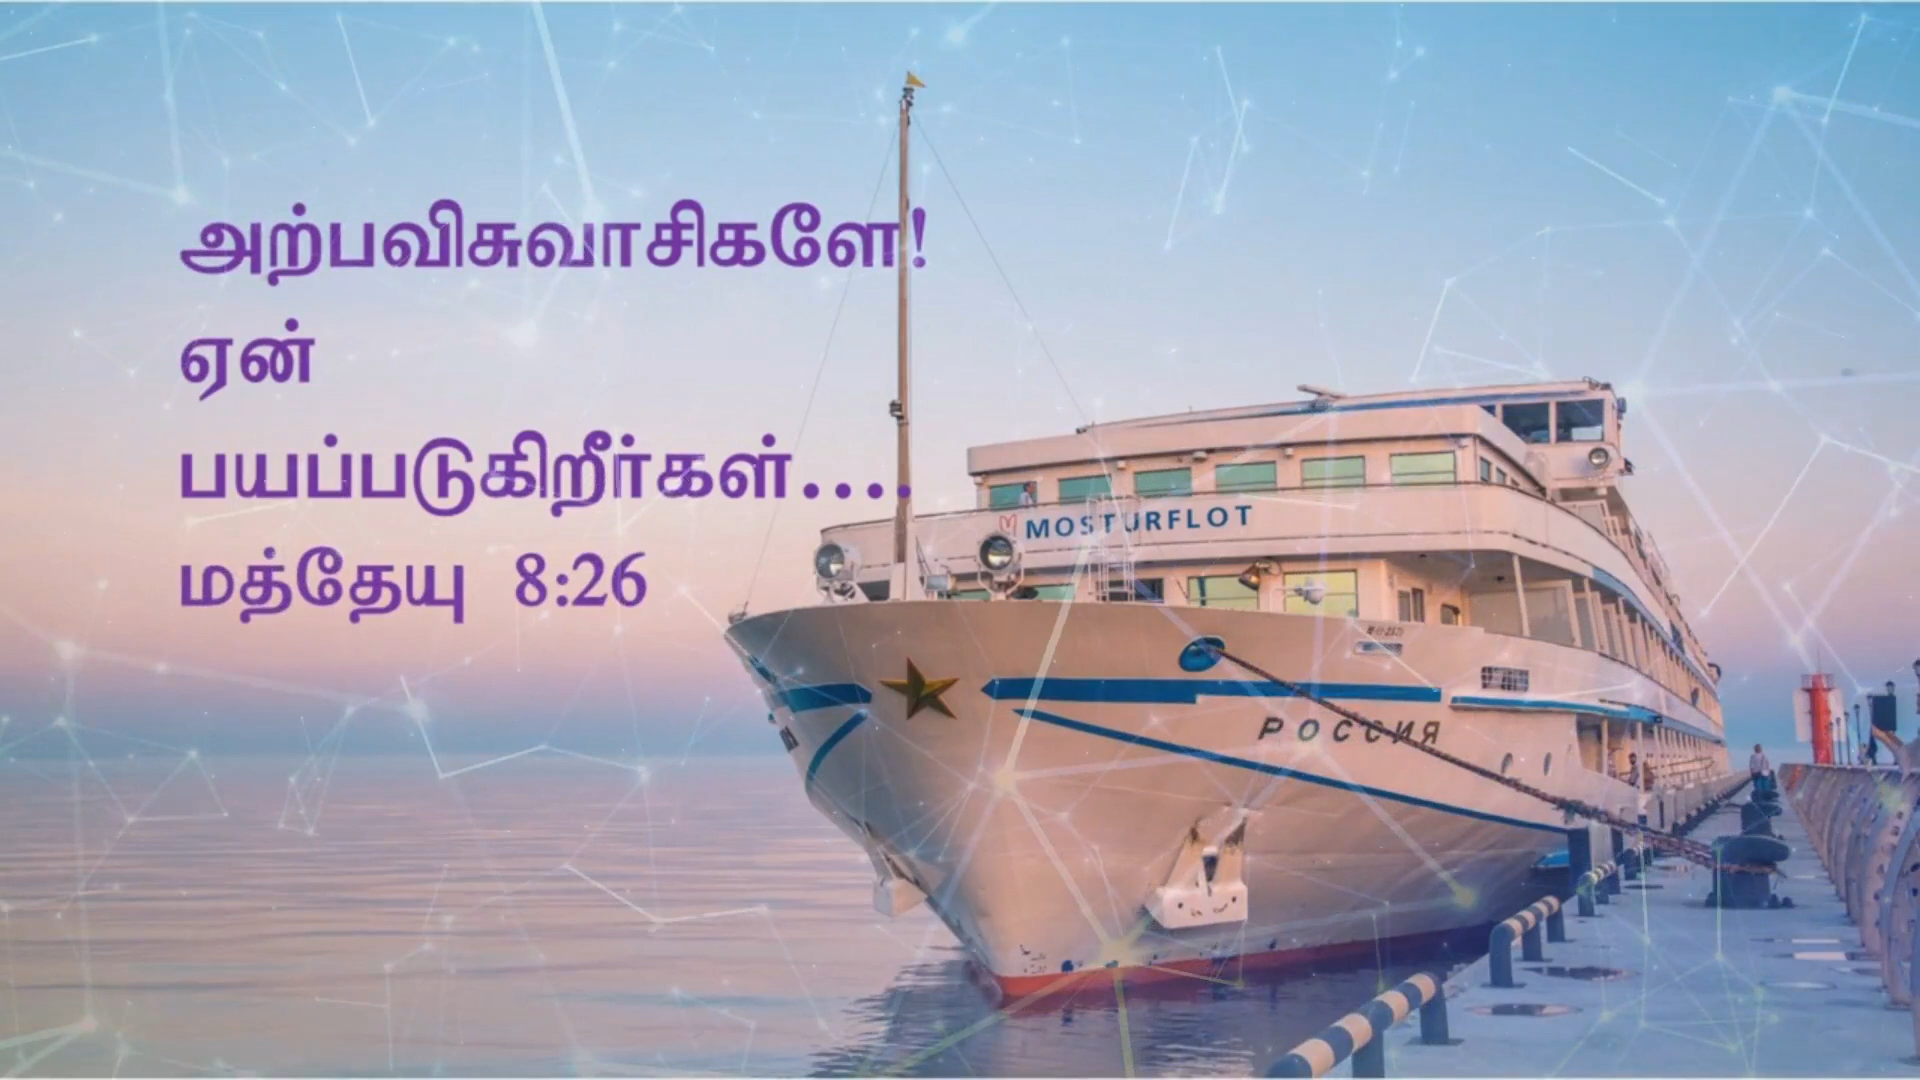 அற்பவிசுவாசிகளே!
ஏன்
பயப்படுகிறீர்கள்....
மத்தேயு 8:26
MOSTURFLOT
РОССИЯ